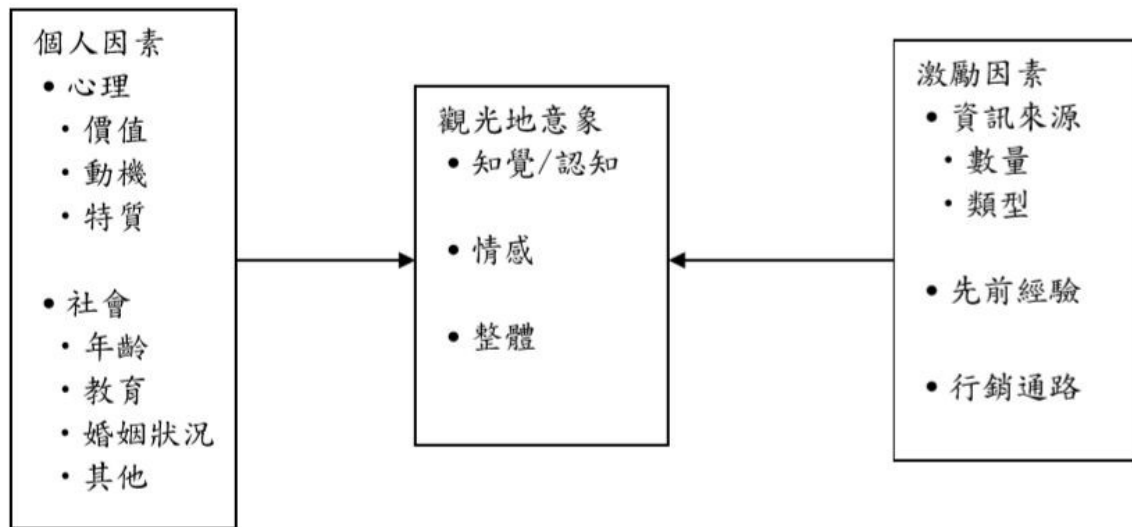 個人因素
• 心理
・價值
・動機
・特質
• 社會
・年齡
・教育
・婚姻狀況
・其他
觀光地意象
• 知覺/認知
• 情感
• 整體
激勵因素
• 資訊來源
・數量
・類型
• 先前經驗
• 行銷通路